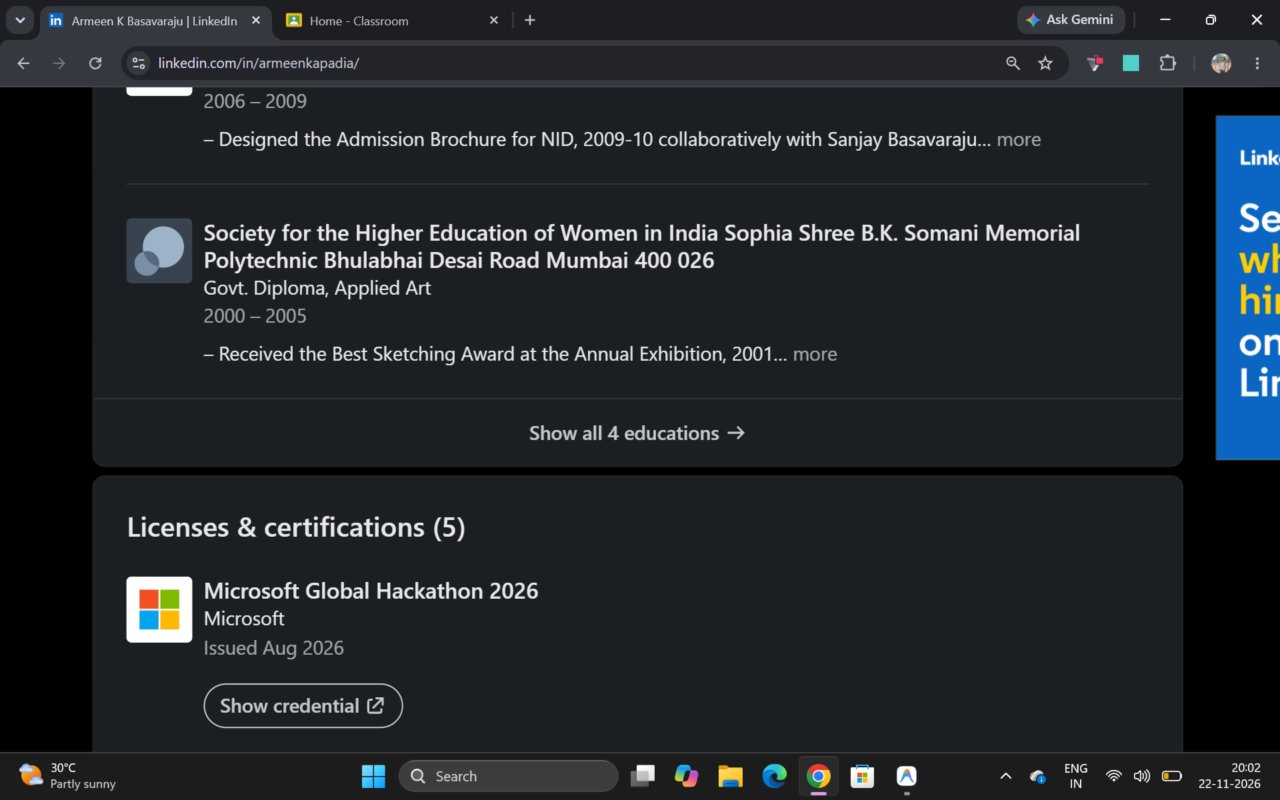 Armeen K Basavaraju | LinkedIn
Home - Classroom
Ask Gemini
linkedin.com/in/armeenkapadia/
2006 – 2009
– Designed the Admission Brochure for NID, 2009-10 collaboratively with Sanjay Basavaraju... more
Society for the Higher Education of Women in India Sophia Shree B.K. Somani Memorial
Polytechnic Bhulabhai Desai Road Mumbai 400 026
Govt. Diploma, Applied Art
2000 – 2005
– Received the Best Sketching Award at the Annual Exhibition, 2001... more
Show all 4 educations →
Licenses & certifications (5)
Microsoft Global Hackathon 2026
Microsoft
Issued Aug 2026
Show credential
Link
Se
wh
hi
on
Lin
30°C
Partly sunny
Search
ENG
IN
20:02
22-11-2026